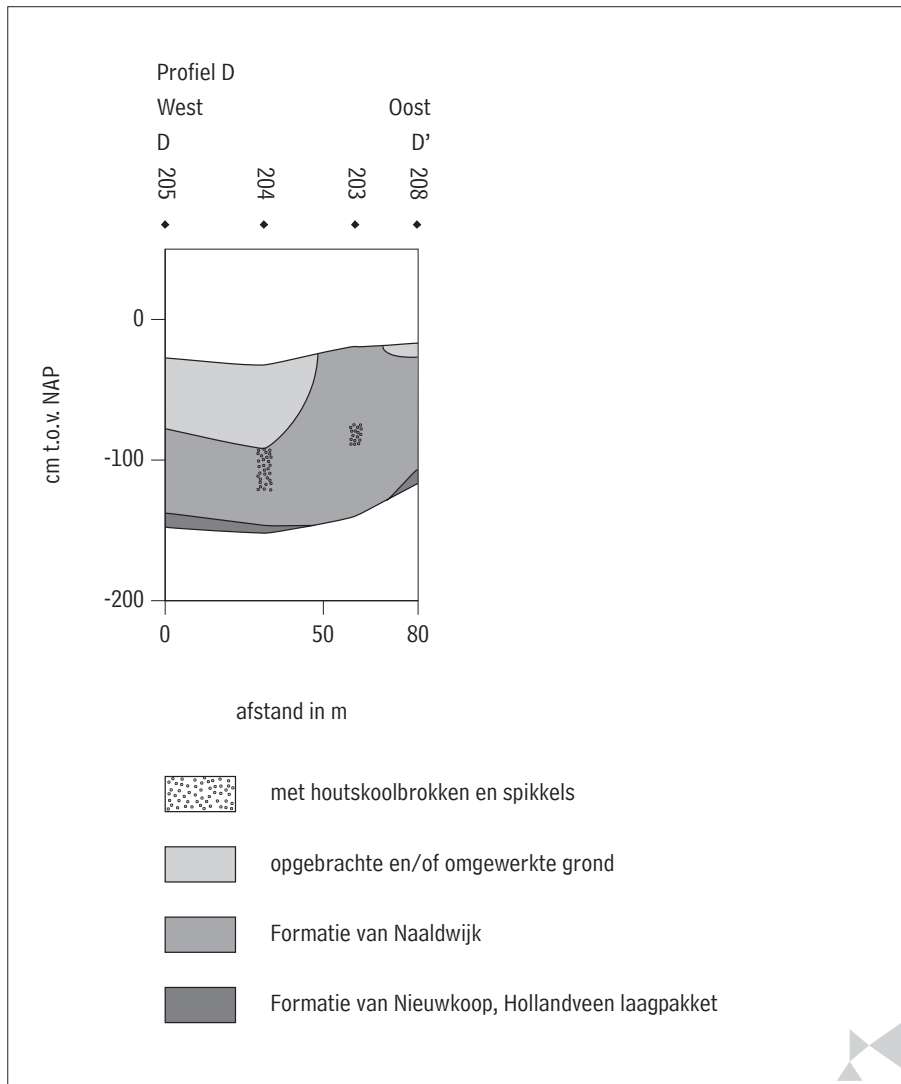 Profiel D
West Oost
D D'
205 204 203 208
0
-100
-200
cm t.o.v. NAP
0 50 80
afstand in m
met houtskoolbrokken en spikkels
opgebrachte en/of omgewerkte grond
Formatie van Naaldwijk
Formatie van Nieuwkoop, Hollandveen laagpakket